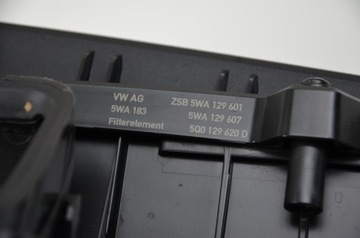 VW AG ZSB 5WA 129 601
5WA 183 5WA 129 607
Filterelement 5Q0 129 620 D